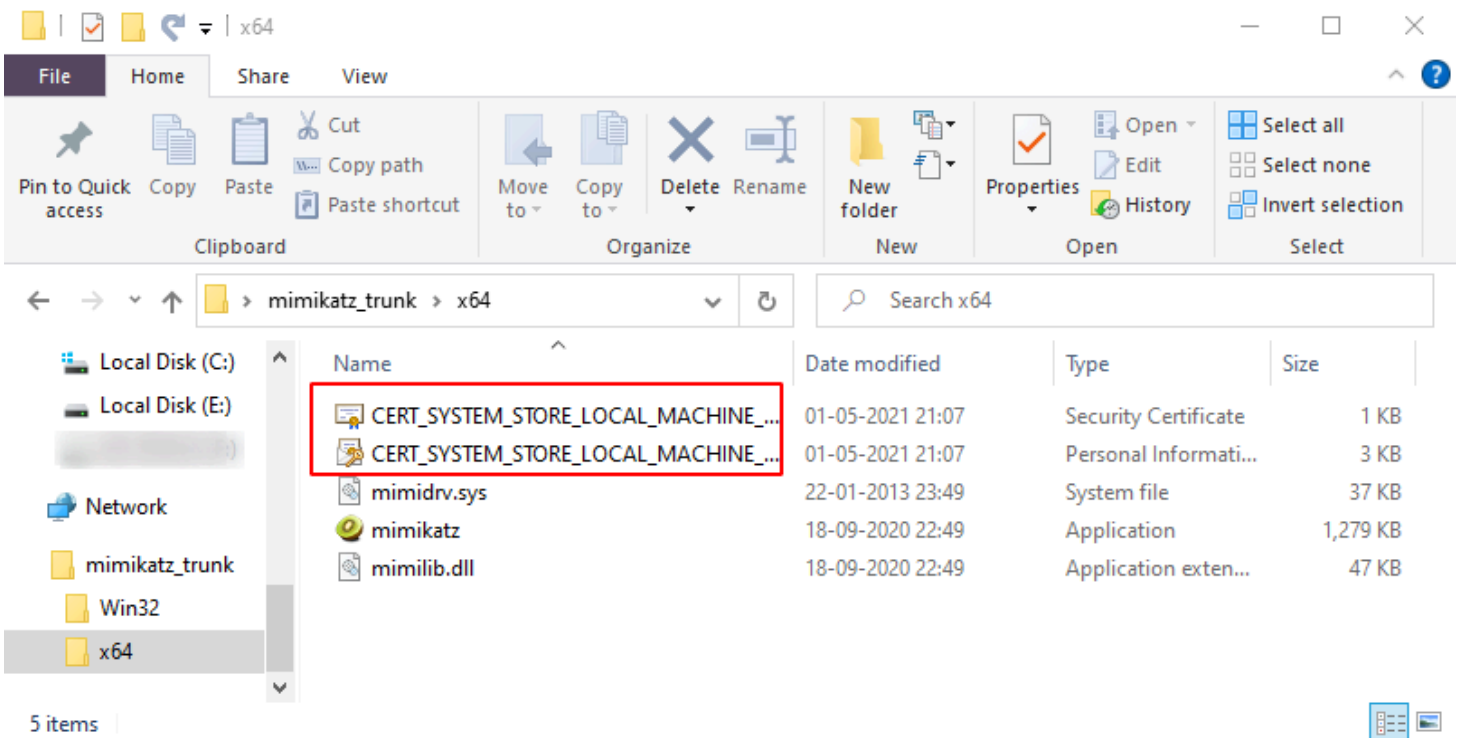 x64
File Home Share View
Pin to Quick access
Copy
Paste
Cut
Copy path
Paste shortcut
Clipboard
Move to
Copy to
Delete
Rename
Organize
New folder
New
Properties
Open
Edit
History
Open
Select all
Select none
Invert selection
Select
mimikatz_trunk > x64
Search x64
Local Disk (C:)
Local Disk (E:)
Network
mimikatz_trunk
Win32
x64
Name Date modified Type Size
CERT_SYSTEM_STORE_LOCAL_MACHINE_... 01-05-2021 21:07 Security Certificate 1 KB
CERT_SYSTEM_STORE_LOCAL_MACHINE_... 01-05-2021 21:07 Personal Informati... 3 KB
mimidrv.sys 22-01-2013 23:49 System file 37 KB
mimikatz 18-09-2020 22:49 Application 1,279 KB
mimilib.dll 18-09-2020 22:49 Application exten... 47 KB
5 items